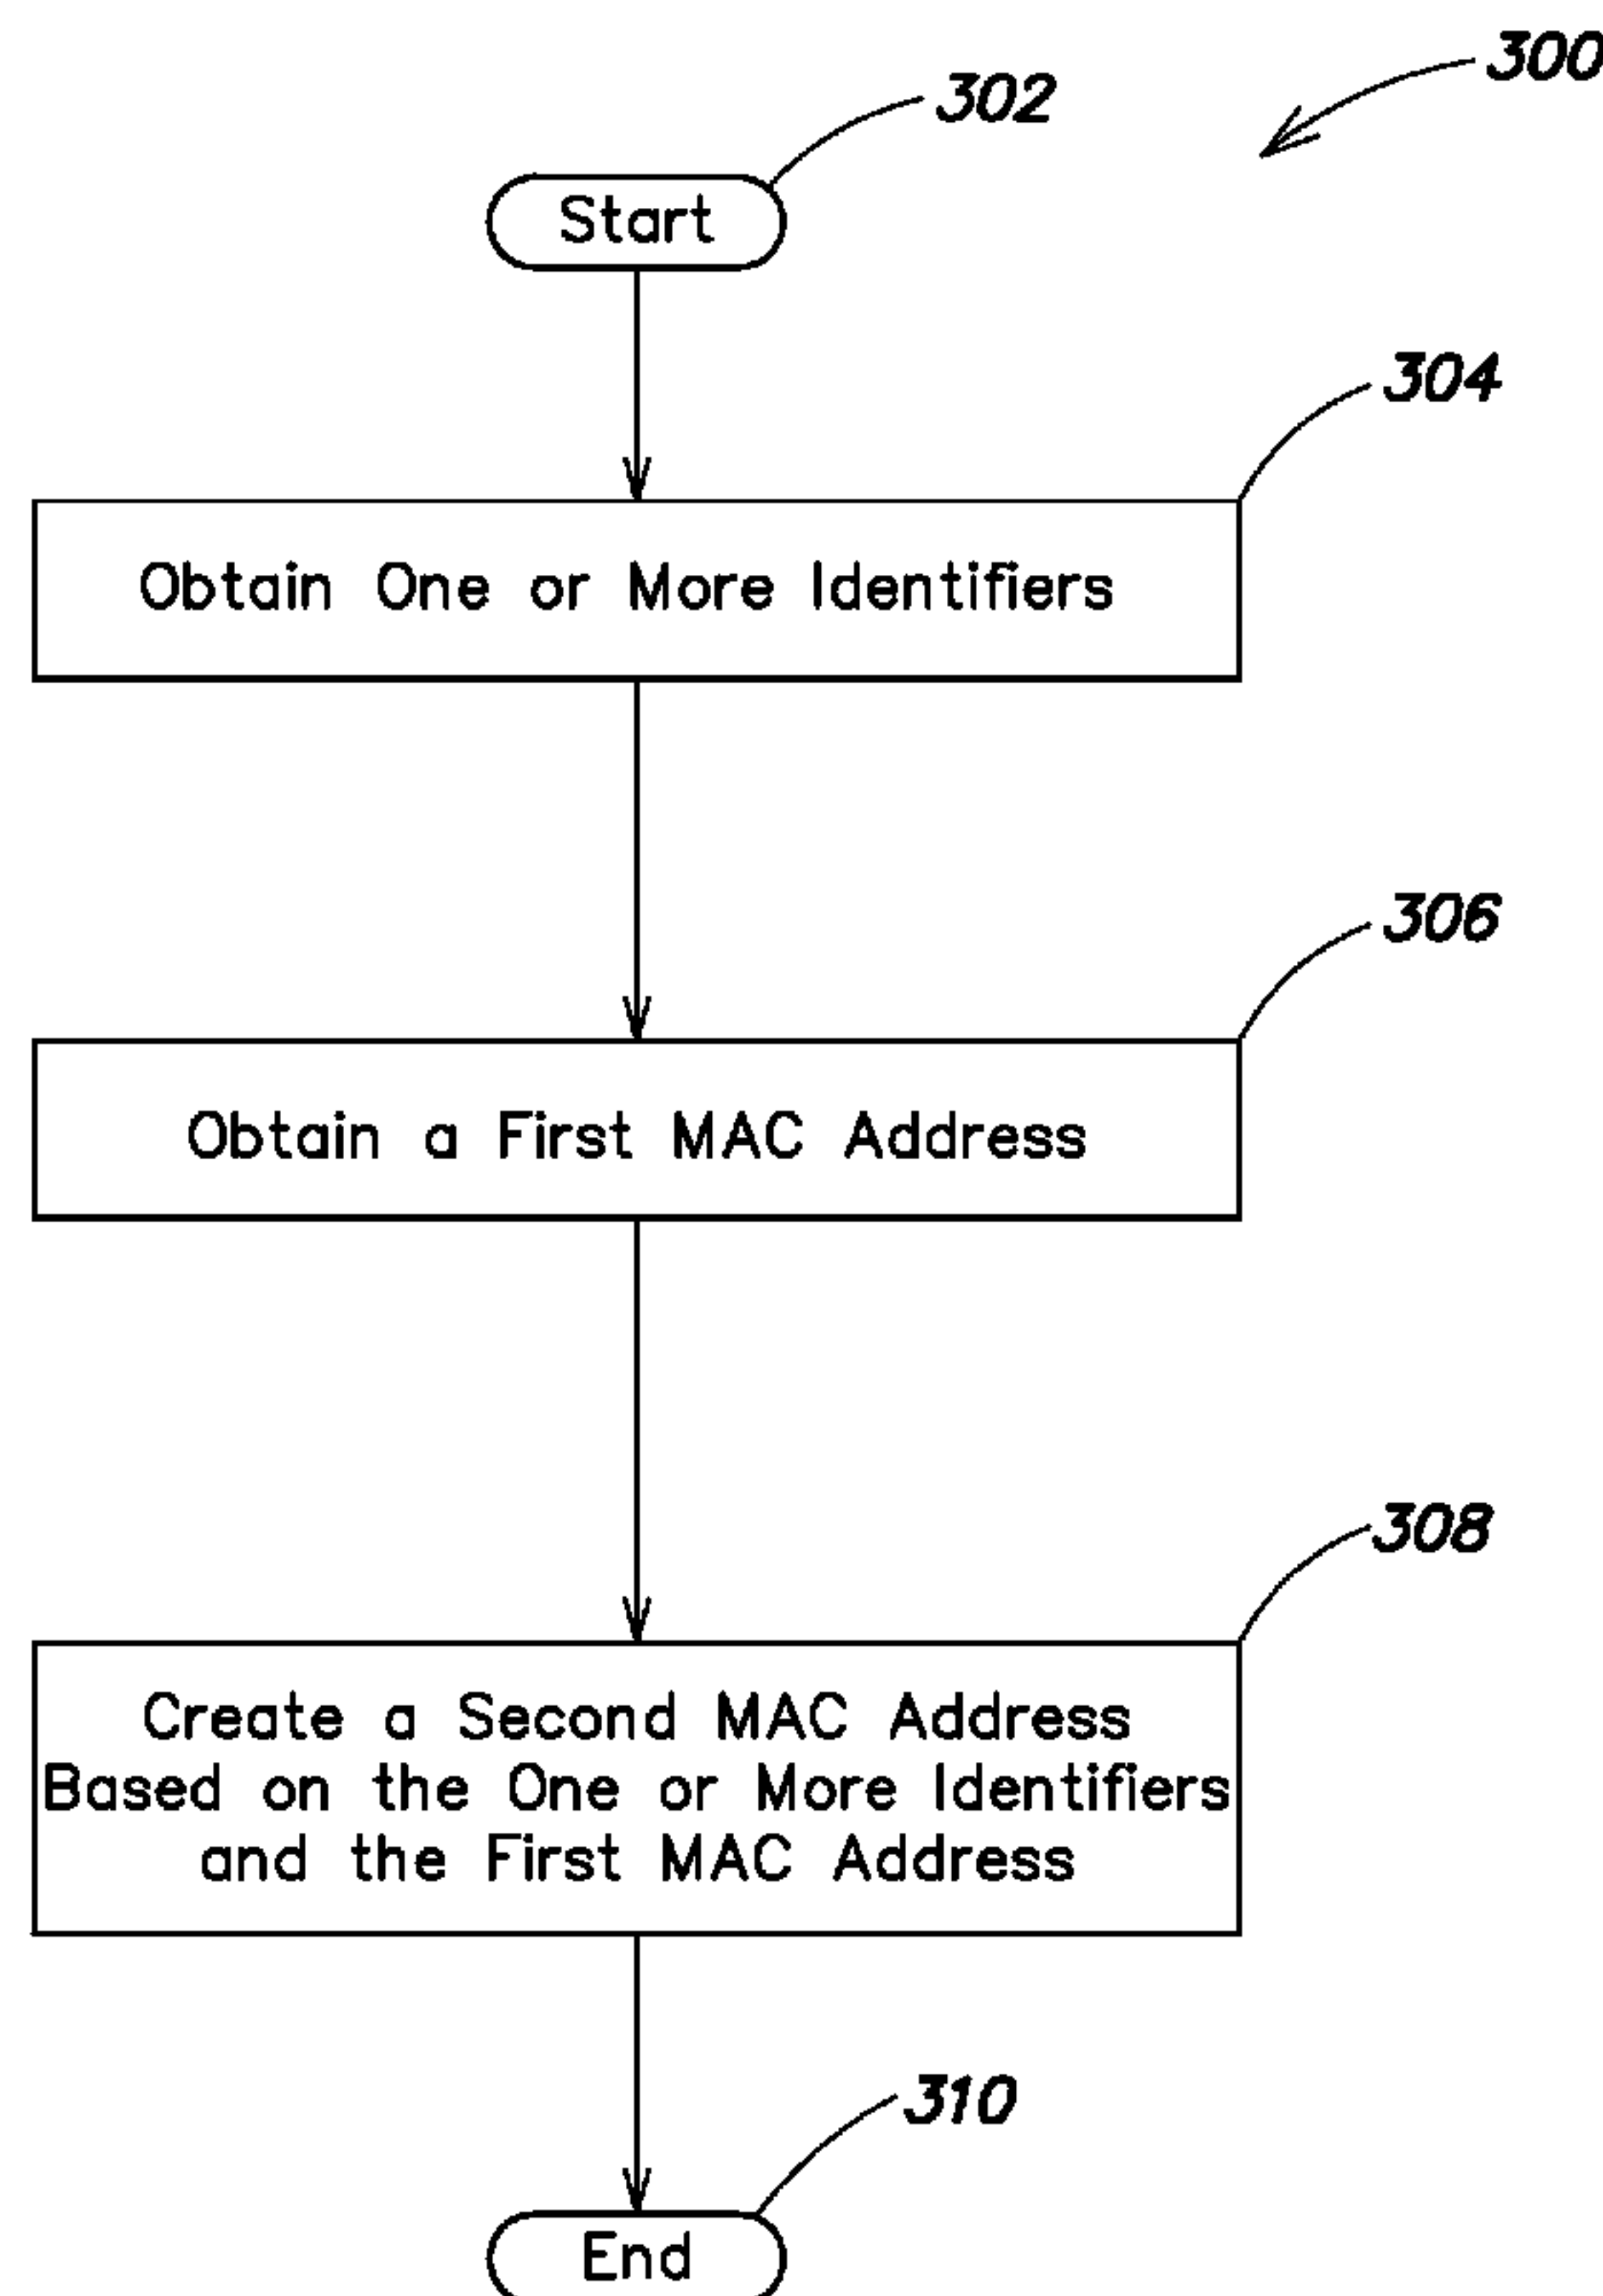 300
302
Start
304
Obtain One or More Identifiers
306
Obtain a First MAC Address
308
Create a Second MAC Address
Based on the One or More Identifiers
and the First MAC Address
310
End